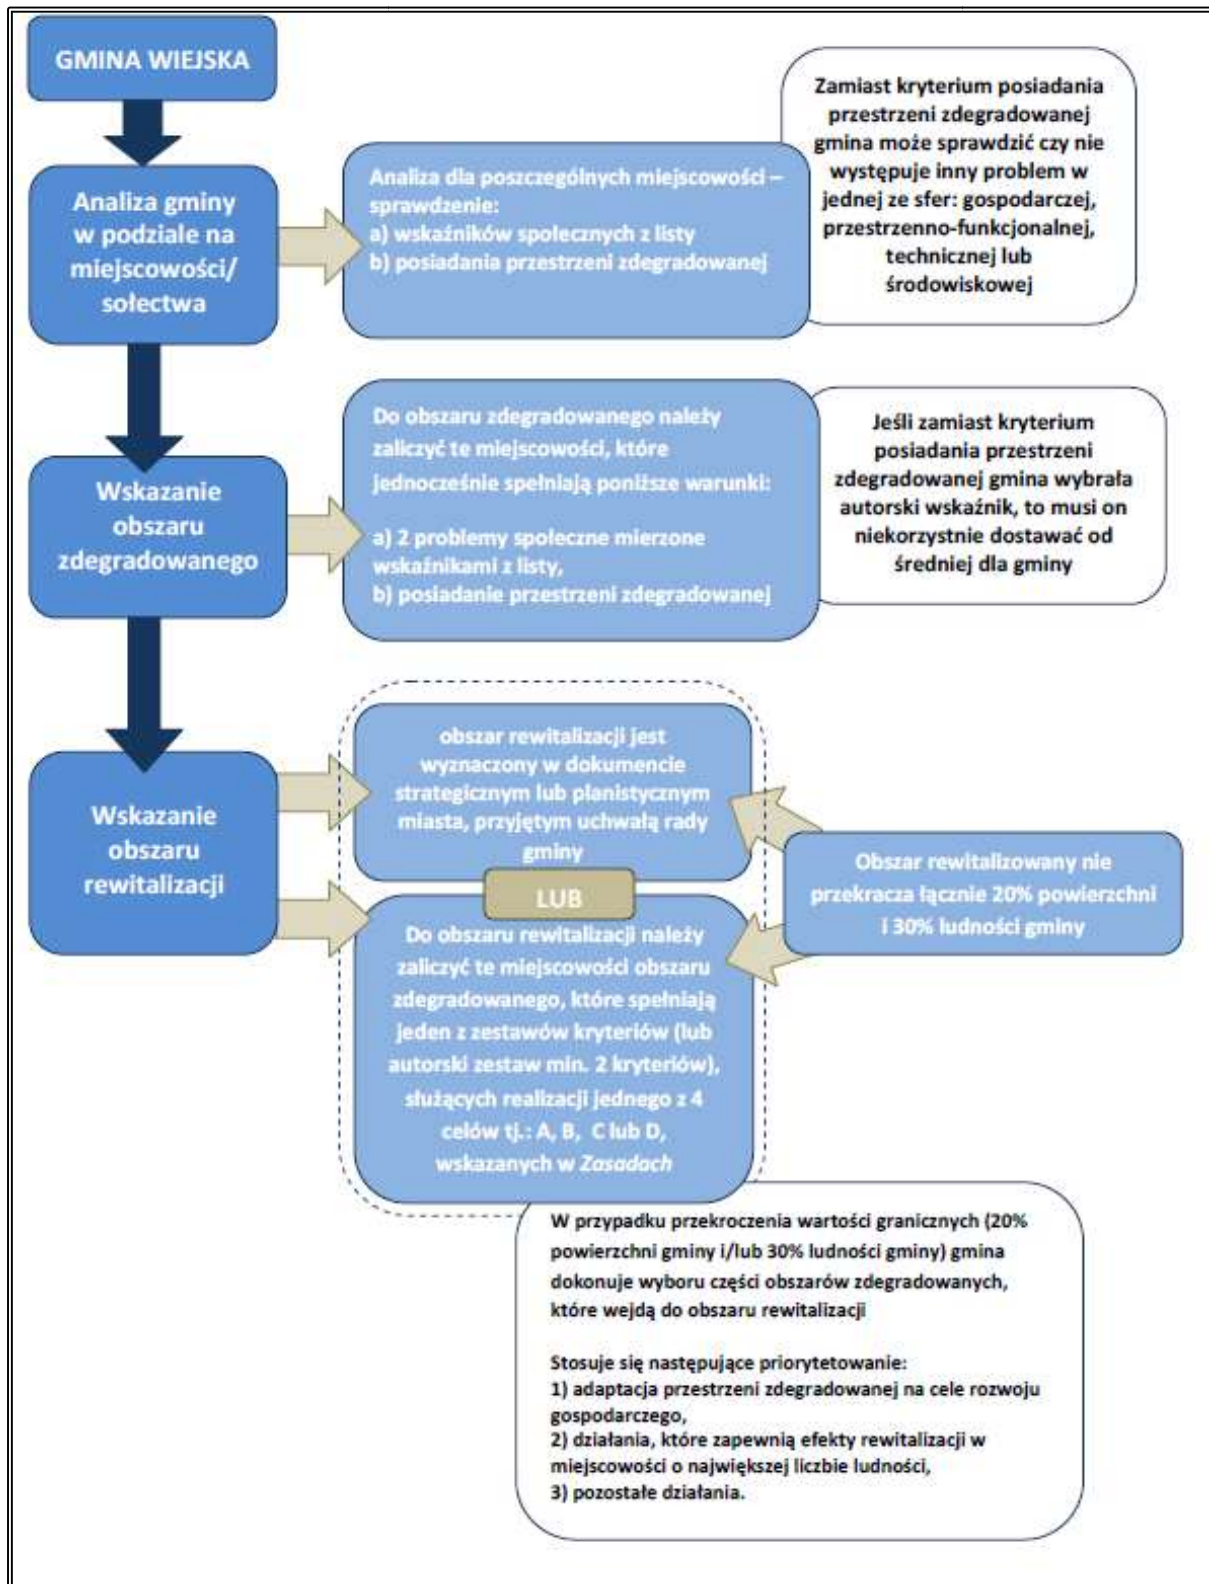 GMINA WIEJSKA
Analiza gminy
w podziale na
miejscowości/
sołectwa
Analiza dla poszczególnych miejscowości –
sprawdzenie:
a) wskaźników społecznych z listy
b) posiadania przestrzeni zdegradowanej
Zamiast kryterium posiadania
przestrzeni zdegradowanej
gmina może sprawdzić czy nie
występuje inny problem w
jednej ze sfer: gospodarczej,
przestrzenno-funkcjonalnej,
technicznej lub
środowiskowej
Wskazanie
obszaru
zdegradowanego
Do obszaru zdegradowanego należy
zaliczyć te miejscowości, które
jednocześnie spełniają poniższe warunki:
a) 2 problemy społeczne mierzone
wskaźnikami z listy,
b) posiadanie przestrzeni zdegradowanej
Jeśli zamiast kryterium
posiadania przestrzeni
zdegradowanej gmina wybrała
autorski wskaźnik, to musi on
niekorzystnie dostawać od
średniej dla gminy
Wskazanie
obszaru
rewitalizacji
obszar rewitalizacji jest
wyznaczony w dokumencie
strategicznym lub planistycznym
miasta, przyjętym uchwałą rady
gminy
LUB
Do obszaru rewitalizacji należy
zaliczyć te miejscowości obszaru
zdegradowanego, które spełniają
jeden z zestawów kryteriów (lub
autorski zestaw min. 2 kryteriów),
służących realizacji jednego z 4
celów tj.: A, B, C lub D,
wskazanych w Zasadach
Obszar rewitalizowany nie
przekracza łącznie 20% powierzchni
i 30% ludności gminy
W przypadku przekroczenia wartości granicznych (20%
powierzchni gminy i/lub 30% ludności gminy) gmina
dokonuje wyboru części obszarów zdegradowanych,
które wejdą do obszaru rewitalizacji
Stosuje się następujące priorytetowanie:
1) adaptacja przestrzeni zdegradowanej na cele rozwoju
gospodarczego,
2) działania, które zapewnią efekty rewitalizacji w
miejscowości o największej liczbie ludności,
3) pozostałe działania.